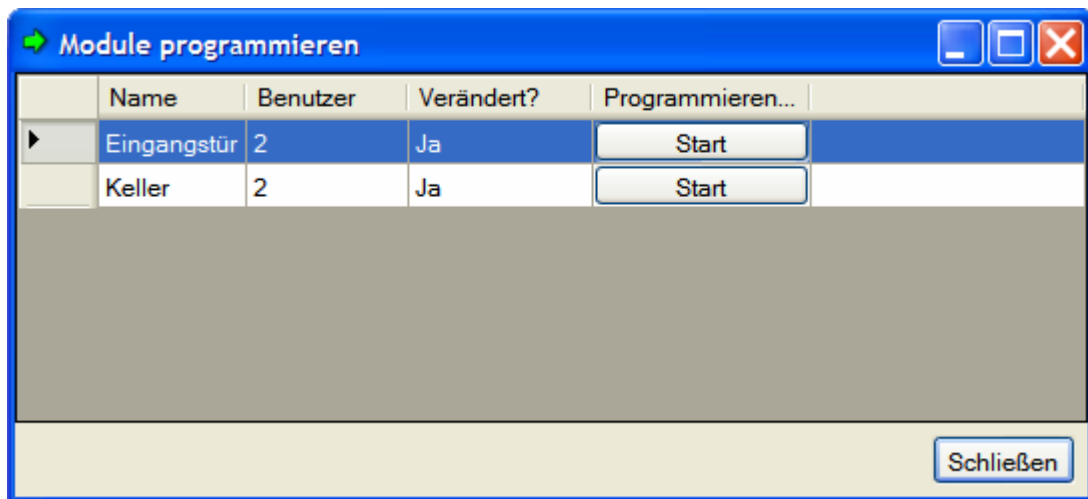 Module programmieren
Name Benutzer Verändert? Programmieren...
Eingangstür 2 Ja Start
Keller 2 Ja Start
Schließen